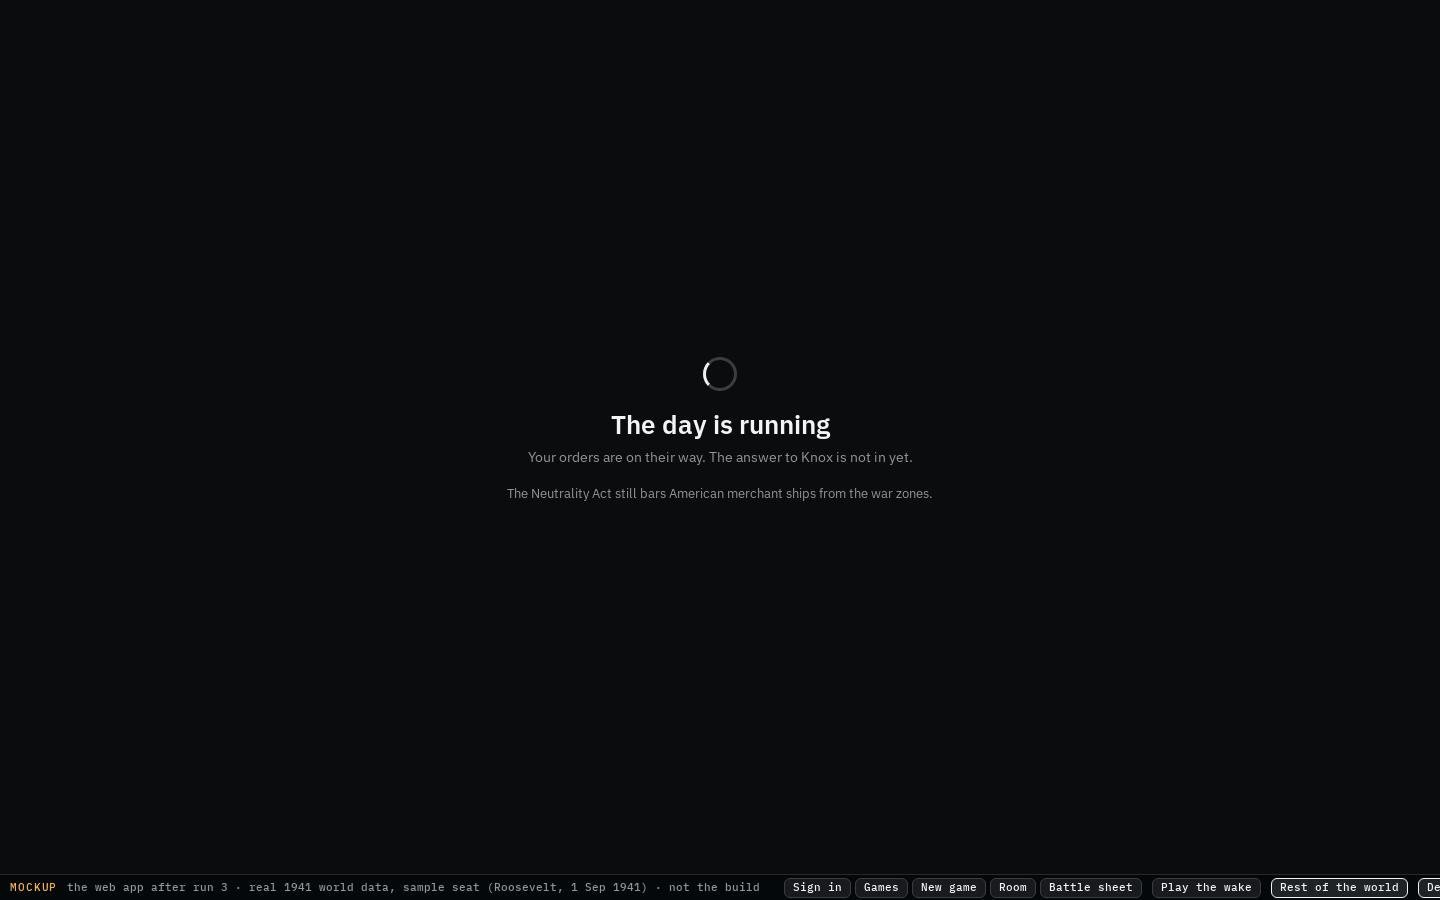 The day is running
Your orders are on their way. The answer to Knox is not in yet.
The Neutrality Act still bars American merchant ships from the war zones.
MOCKUP the web app after run 3 · real 1941 world data, sample seat (Roosevelt, 1 Sep 1941) · not the build Sign in Games New game Room Battle sheet Play the wake Rest of the world